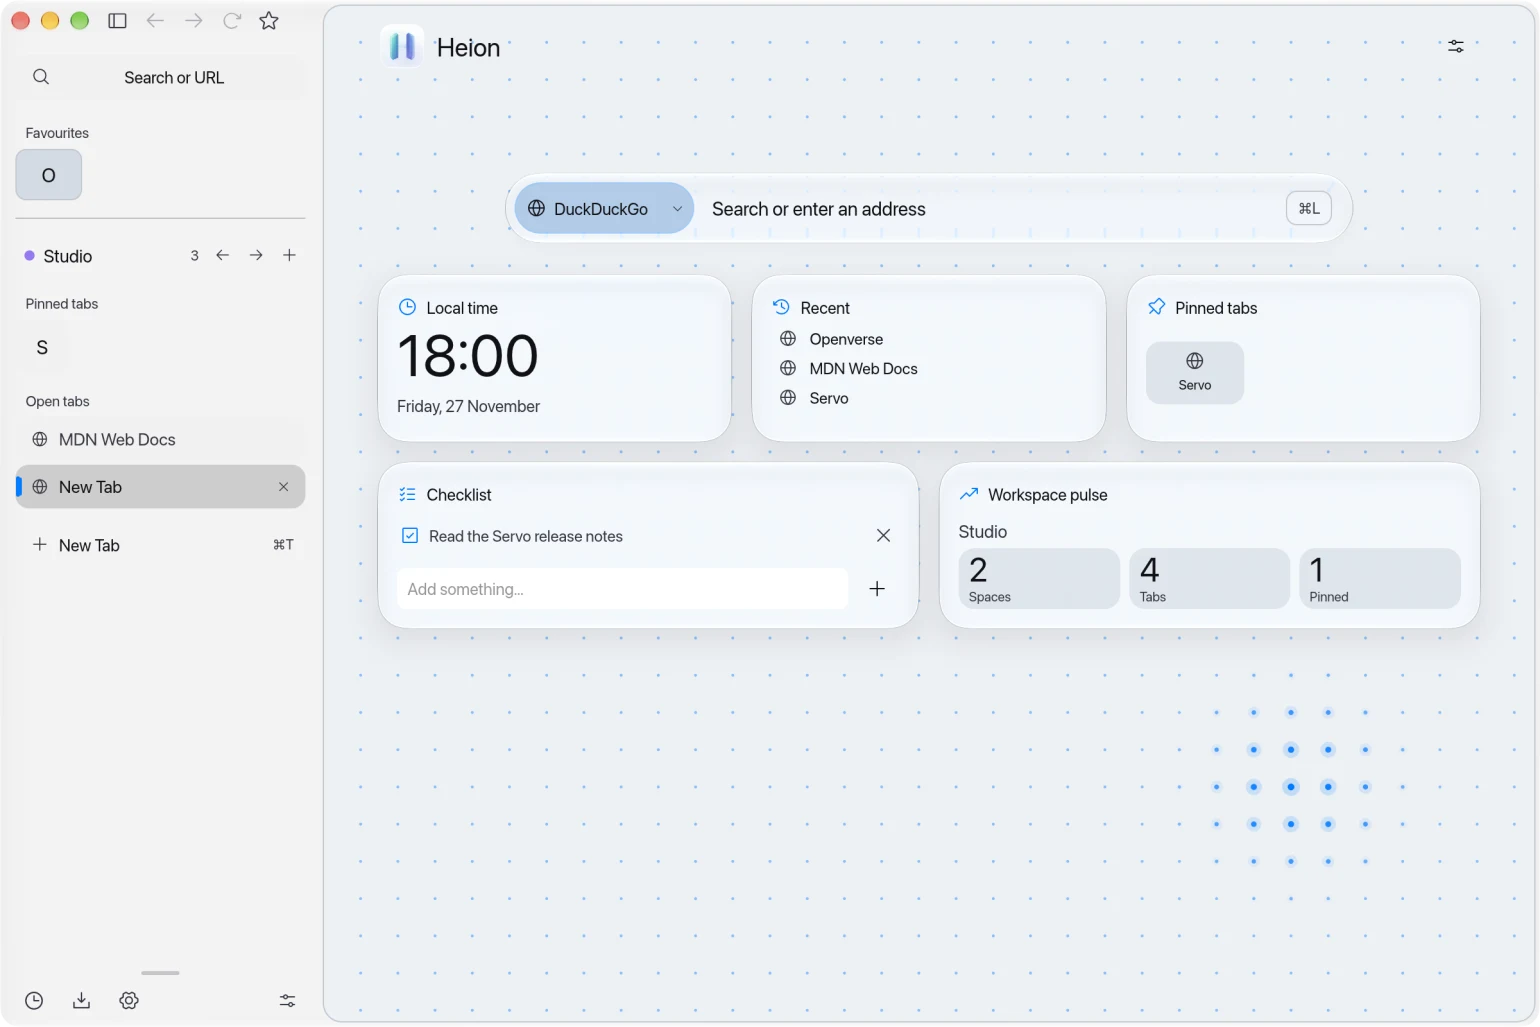 Search or URL
Favourites
O
Studio
3
Pinned tabs
S
Open tabs
MDN Web Docs
New Tab
New Tab
⌘T
Heion
DuckDuckGo
Search or enter an address
⌘L
Local time
18:00
Friday, 27 November
Recent
Openverse
MDN Web Docs
Servo
Pinned tabs
Servo
Checklist
Read the Servo release notes
Add something...
Workspace pulse
Studio
2
Spaces
4
Tabs
1
Pinned